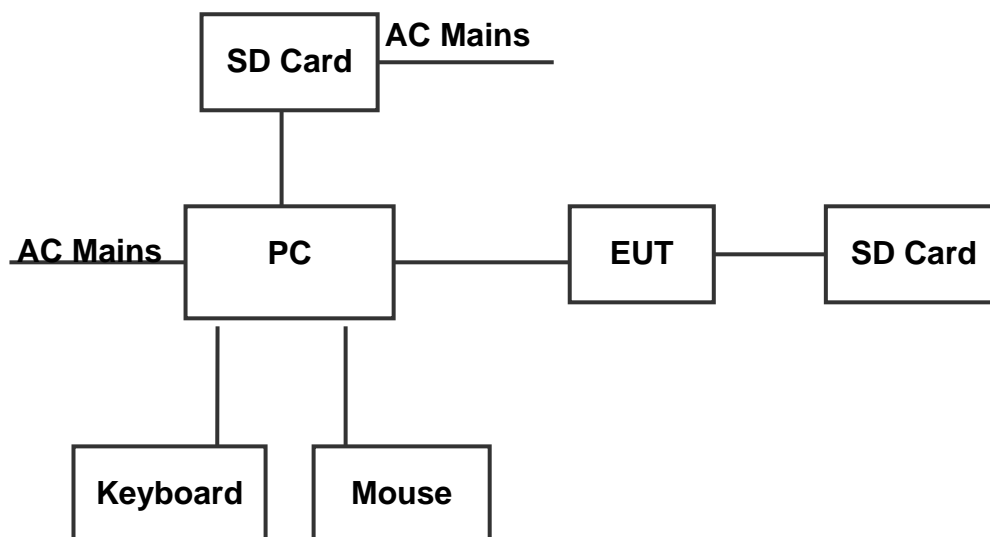 AC Mains
SD Card
AC Mains
PC
EUT
SD Card
Keyboard
Mouse